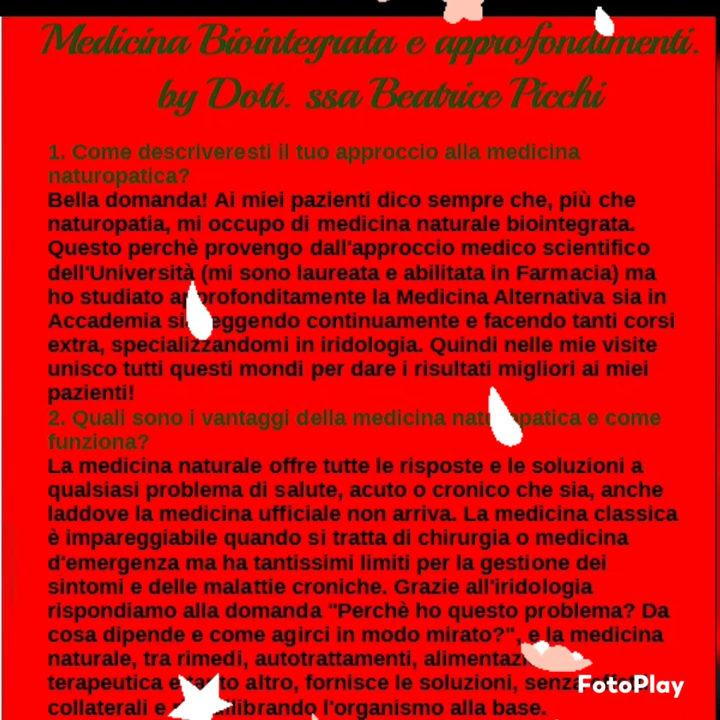 Medicina Biointegrata e approfondimenti.
by Dott. ssa Beatrice Picchi
1. Come descriveresti il tuo approccio alla medicina
naturopatica?
Bella domanda! Ai miei pazienti dico sempre che, più che
naturopatia, mi occupo di medicina naturale biointegrata.
Questo perchè provengo dall'approccio medico scientifico
dell'Università (mi sono laureata e abilitata in Farmacia) ma
ho studiato approfonditamente la Medicina Alternativa sia in
Accademia sia leggendo continuamente e facendo tanti corsi
extra, specializzandomi in iridologia. Quindi nelle mie visite
unisco tutti questi mondi per dare i risultati migliori ai miei
pazienti!
2. Quali sono i vantaggi della medicina naturopatica e come
funziona?
La medicina naturale offre tutte le risposte e le soluzioni a
qualsiasi problema di salute, acuto o cronico che sia, anche
laddove la medicina ufficiale non arriva. La medicina classica
è impareggiabile quando si tratta di chirurgia o medicina
d'emergenza ma ha tantissimi limiti per la gestione dei
sintomi e delle malattie croniche. Grazie all'iridologia
rispondiamo alla domanda "Perchè ho questo problema? Da
cosa dipende e come agirci in modo mirato?", e la medicina
naturale, tra rimedi, autotrattamenti, alimentazione
terapeutica e tanto altro, fornisce le soluzioni, senza
collaterali e l'organismo alla base.
FotoPlay